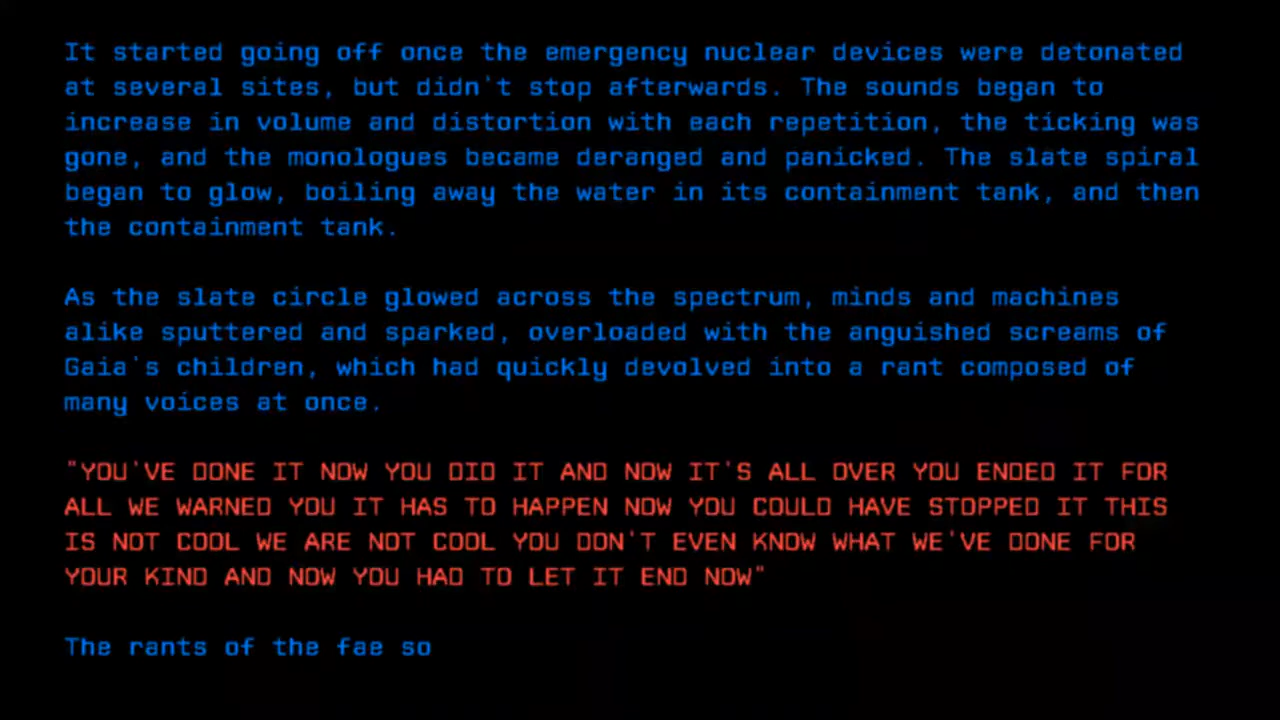 It started going off once the emergency nuclear devices were detonated
at several sites, but didn't stop afterwards. The sounds began to
increase in volume and distortion with each repetition, the ticking was
gone, and the monologues became deranged and panicked. The slate spiral
began to glow, boiling away the water in its containment tank, and then
the containment tank.
As the slate circle glowed across the spectrum, minds and machines
alike sputtered and sparked, overloaded with the anguished screams of
Gaia's children, which had quickly devolved into a rant composed of
many voices at once.
"YOU'VE DONE IT NOW YOU DID IT AND NOW IT'S ALL OVER YOU ENDED IT FOR
ALL WE WARNED YOU IT HAS TO HAPPEN NOW YOU COULD HAVE STOPPED IT THIS
IS NOT COOL WE ARE NOT COOL YOU DON'T EVEN KNOW WHAT WE'VE DONE FOR
YOUR KIND AND NOW YOU HAD TO LET IT END NOW"
The rants of the fae so